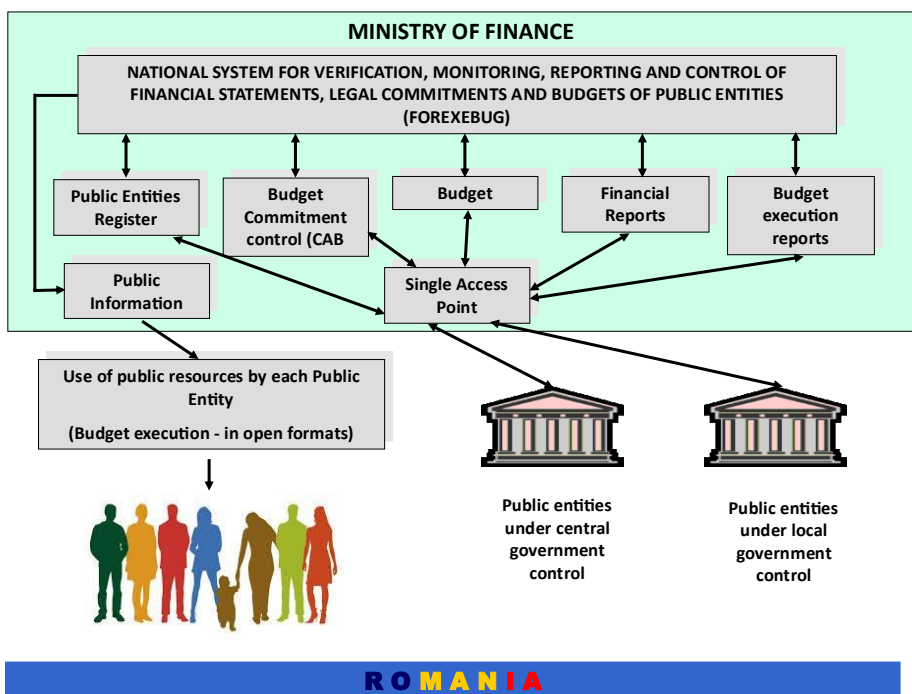 MINISTRY OF FINANCE
NATIONAL SYSTEM FOR VERIFICATION, MONITORING, REPORTING AND CONTROL OF
FINANCIAL STATEMENTS, LEGAL COMMITMENTS AND BUDGETS OF PUBLIC ENTITIES
(FOREXEBUG)
Public Entities
Register
Budget
Commitment
control (CAB
Budget
Financial
Reports
Budget
execution
reports
Public
Information
Single Access
Point
Use of public resources by each Public
Entity
(Budget execution - in open formats)
Public entities
under central
government
control
Public entities
under local
government
control
ROMANIA